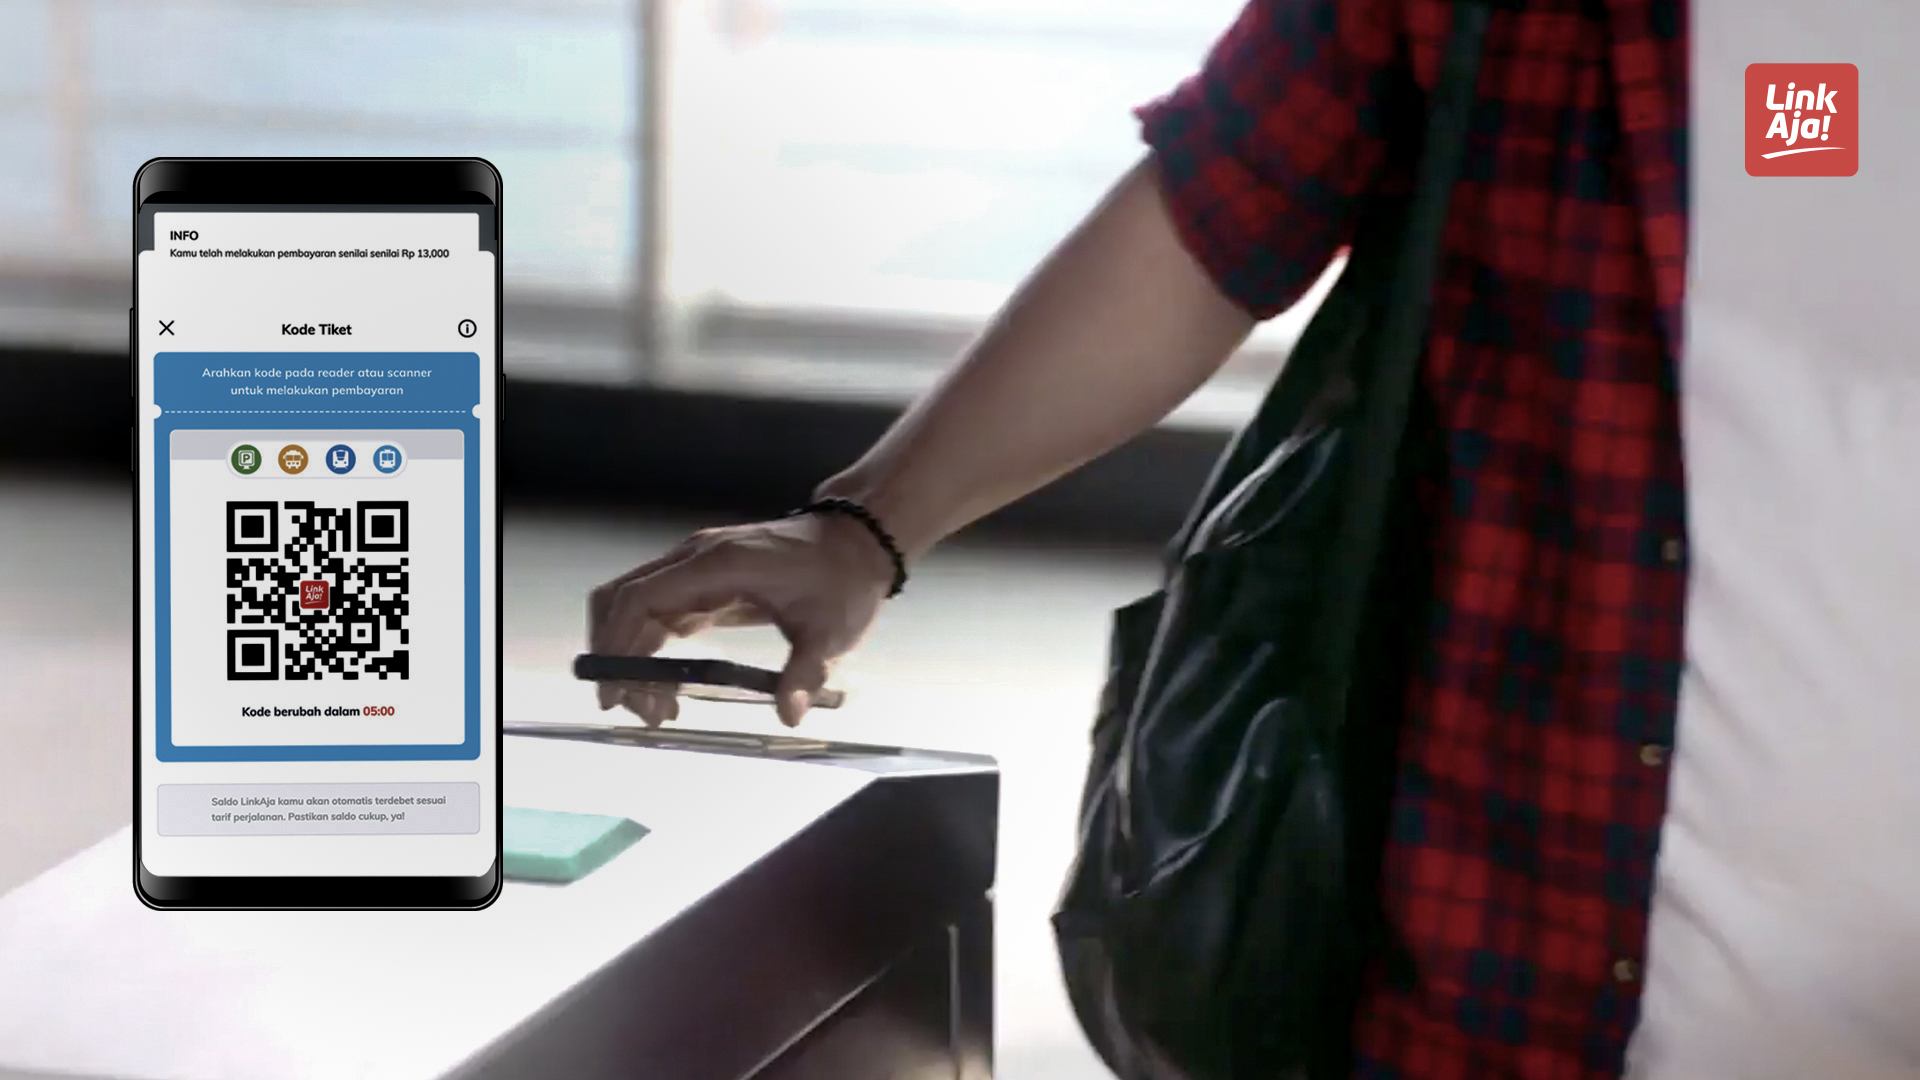 INFO
Kamu telah melakukan pembayaran senilai senilai Rp 13,000
Kode Tiket
Arahkan kode pada reader atau scanner
untuk melakukan pembayaran
P
Link
Aja!
Kode berubah dalam 05:00
Saldo LinkAja kamu akan otomatis terdebet sesuai
tarif perjalanan. Pastikan saldo cukup, ya!
Link
Aja!